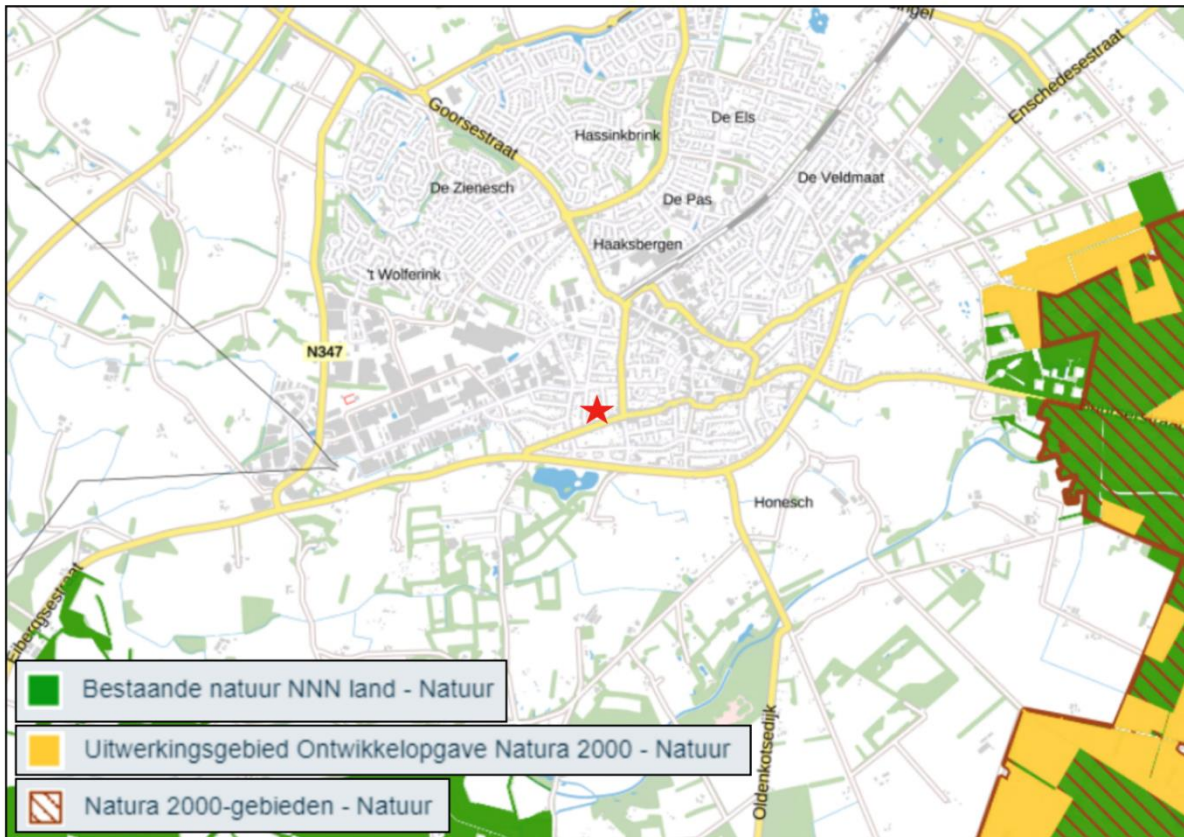 Enschedesestraat
De Els
Goorsestraat
Hassinkbrink
De Veldmaat
De Zienesch
De Pas
Haaksbergen
't Wolferink
N347
Honesch
Eibergsestraat
Oldenkotsedijk
Bestaande natuur NNN land - Natuur
Uitwerkingsgebied Ontwikkelopgave Natura 2000 - Natuur
Natura 2000-gebieden - Natuur